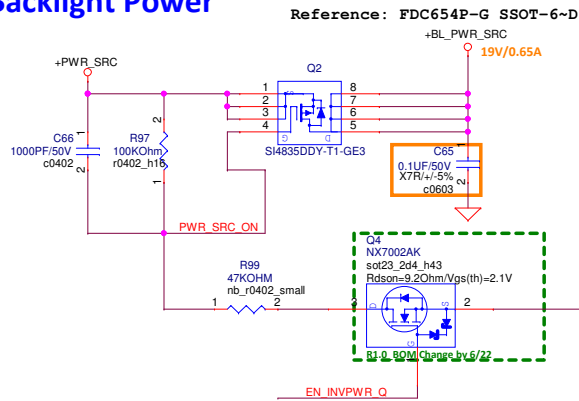 Backlight Power
Reference: FDC654P-G SSOT-6~D
+BL_PWR_SRC
19V/0.65A
+PWR_SRC
Q2
1
2
3
4
8
7
6
5
S
G
D
SI4835DDY-T1-GE3
C66
1000PF/50V
c0402
1
2
R97
100KOhm
r0402_h16
2
1
C65
0.1UF/50V
X7R/+/-5%
c0603
1
2
PWR_SRC_ON
Q4
NX7002AK
sot23_2d4_h43
Rdson=9.2Ohm/Vgs(th)=2.1V
R99
47KOHM
nb_r0402_small
1
2
3
D
S
2
G
1
R1.0 BOM Change by 6/22
EN_INVPWR_Q